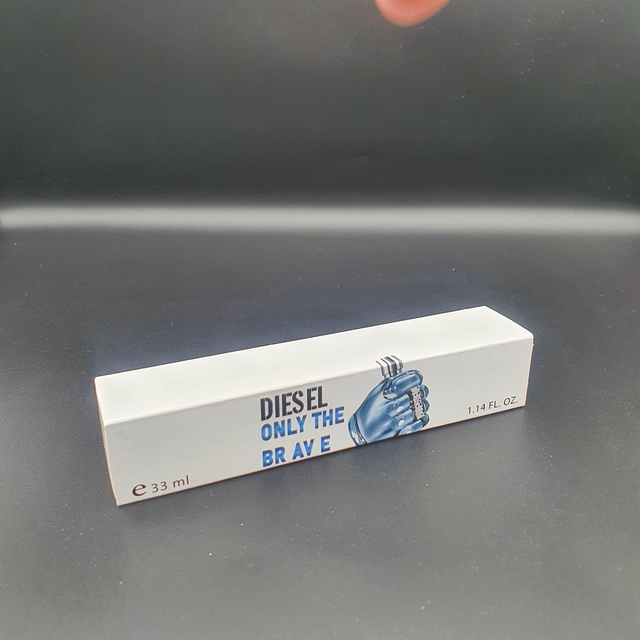 DIESEL
ONLY THE
BR AV E
e 33 ml
1.14 FL. OZ.